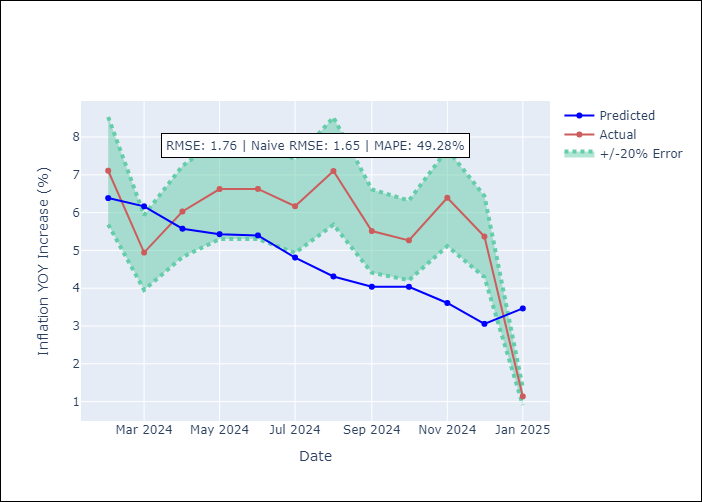 RMSE: 1.76 | Naive RMSE: 1.65 | MAPE: 49.28%
Predicted
Actual
+/-20% Error
Inflation YOY Increase (%)
8
7
6
5
4
3
2
1
Mar 2024 May 2024 Jul 2024 Sep 2024 Nov 2024 Jan 2025
Date